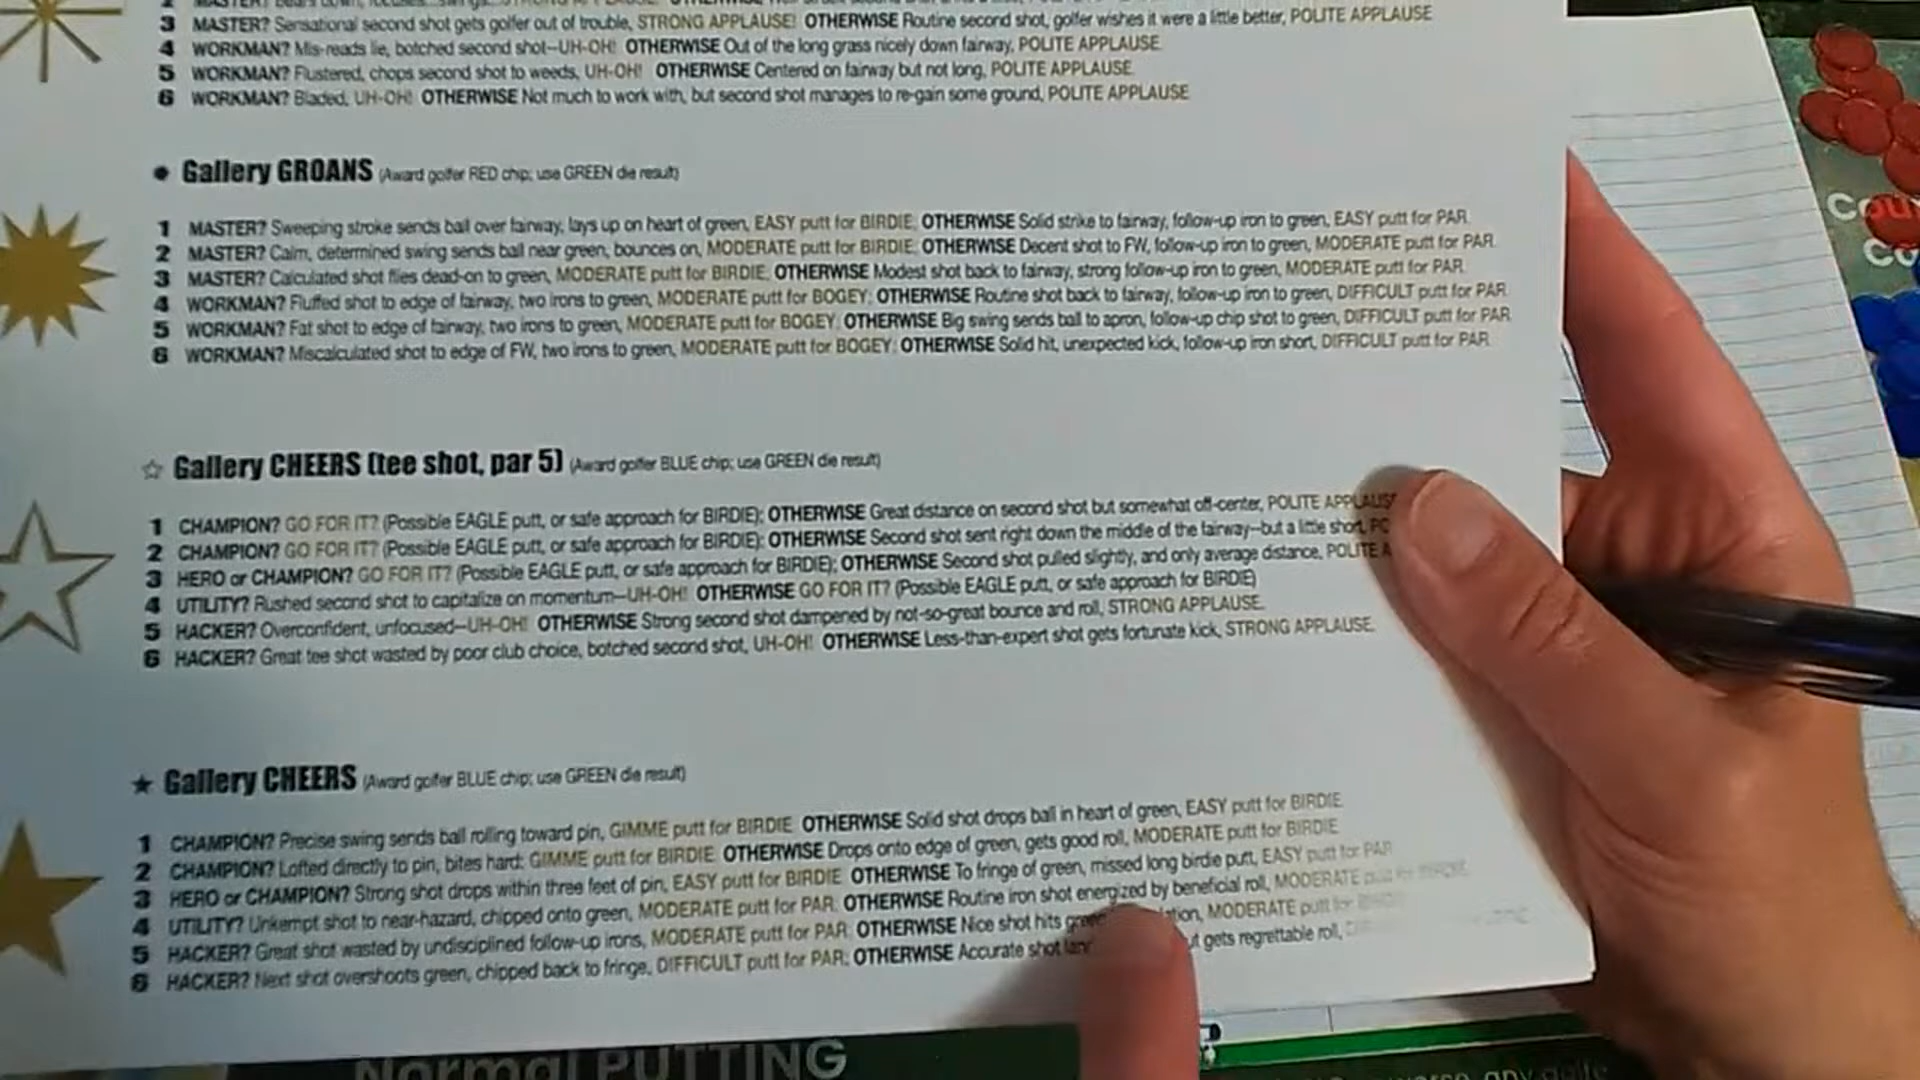 3 MASTER? Sensational second shot gets golfer out of trouble, STRONG APPLAUSE! OTHERWISE Routine second shot, golfer wishes it were a little better, POLITE APPLAUSE
4 WORKMAN? Mis-reads lie, botched second shot—UH-OH! OTHERWISE Out of the long grass nicely down fairway, POLITE APPLAUSE.
5 WORKMAN? Flustered, chops second shot to weeds, UH-OH! OTHERWISE Centered on fairway but not long, POLITE APPLAUSE.
6 WORKMAN? Bladed, UH-OH! OTHERWISE Not much to work with, but second shot manages to re-gain some ground, POLITE APPLAUSE
Gallery GROANS (Award golfer RED chip; use GREEN die result)
1 MASTER? Sweeping stroke sends ball over fairway, lays up on heart of green, EASY putt for BIRDIE; OTHERWISE Solid strike to fairway, follow-up iron to green, EASY putt for PAR.
2 MASTER? Calm, determined swing sends ball near green, bounces on, MODERATE putt for BIRDIE; OTHERWISE Decent shot to FW, follow-up iron to green, MODERATE putt for PAR.
3 MASTER? Calculated shot flies dead-on to green, MODERATE putt for BIRDIE; OTHERWISE Modest shot back to fairway, strong follow-up iron to green, MODERATE putt for PAR.
4 WORKMAN? Fluffed shot to edge of fairway, two irons to green, MODERATE putt for BOGEY; OTHERWISE Routine shot back to fairway, follow-up iron to green, DIFFICULT putt for PAR.
5 WORKMAN? Fat shot to edge of fairway, two irons to green, MODERATE putt for BOGEY; OTHERWISE Big swing sends ball to apron, follow-up chip shot to green, DIFFICULT putt for PAR.
6 WORKMAN? Miscalculated shot to edge of FW, two irons to green, MODERATE putt for BOGEY; OTHERWISE Solid hit, unexpected kick, follow-up iron short, DIFFICULT putt for PAR.
Gallery CHEERS (tee shot, par 5) (Award golfer BLUE chip; use GREEN die result)
1 CHAMPION? GO FOR IT? (Possible EAGLE putt, or safe approach for BIRDIE); OTHERWISE Great distance on second shot but somewhat off-center, POLITE APPLAUSE
2 CHAMPION? GO FOR IT? (Possible EAGLE putt, or safe approach for BIRDIE); OTHERWISE Second shot sent right down the middle of the fairway—but a little short, PO
3 HERO or CHAMPION? GO FOR IT? (Possible EAGLE putt, or safe approach for BIRDIE); OTHERWISE Second shot pulled slightly, and only average distance, POLITE A
4 UTILITY? Rushed second shot to capitalize on momentum—UH-OH! OTHERWISE GO FOR IT? (Possible EAGLE putt, or safe approach for BIRDIE)
5 HACKER? Overconfident, unfocused—UH-OH! OTHERWISE Strong second shot dampened by not-so-great bounce and roll, STRONG APPLAUSE.
6 HACKER? Great tee shot wasted by poor club choice, botched second shot, UH-OH! OTHERWISE Less-than-expert shot gets fortunate kick, STRONG APPLAUSE.
Gallery CHEERS (Award golfer BLUE chip; use GREEN die result)
1 CHAMPION? Precise swing sends ball rolling toward pin, GIMME putt for BIRDIE. OTHERWISE Solid shot drops ball in heart of green, EASY putt for BIRDIE.
2 CHAMPION? Lofted directly to pin, bites hard; GIMME putt for BIRDIE. OTHERWISE Drops onto edge of green, gets good roll, MODERATE putt for BIRDIE
3 HERO or CHAMPION? Strong shot drops within three feet of pin, EASY putt for BIRDIE. OTHERWISE To fringe of green, missed long birdie putt, EASY putt for PAR
4 UTILITY? Unkempt shot to near-hazard, chipped onto green, MODERATE putt for PAR; OTHERWISE Routine iron shot energized by beneficial roll, MODERATE putt for BIRDIE
5 HACKER? Great shot wasted by undisciplined follow-up irons, MODERATE putt for PAR; OTHERWISE Nice shot hits MODERATE putt for
6 HACKER? Next shot overshoots green, chipped back to fringe, DIFFICULT putt for PAR; OTHERWISE Accurate shot gets regrettable roll,
Normal PUTTING